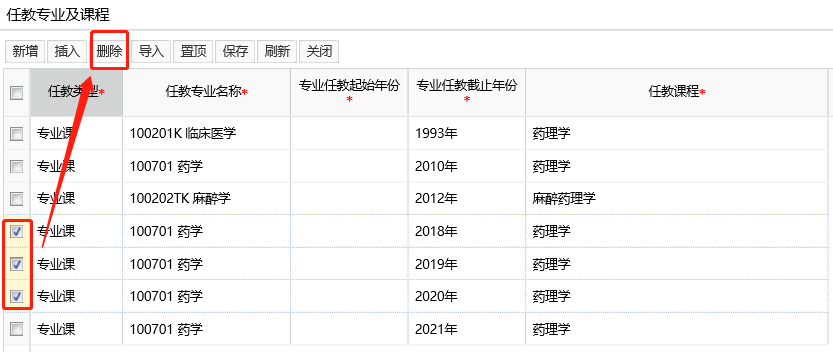 任教专业及课程
新增 插入 删除 导入 置顶 保存 刷新 关闭
任教类型* 任教专业名称* 专业任教起始年份* 专业任教截止年份* 任教课程*
专业课 100201K 临床医学 1993年 药理学
专业课 100701 药学 2010年 药理学
专业课 100202TK 麻醉学 2012年 麻醉药理学
专业课 100701 药学 2018年 药理学
专业课 100701 药学 2019年 药理学
专业课 100701 药学 2020年 药理学
专业课 100701 药学 2021年 药理学